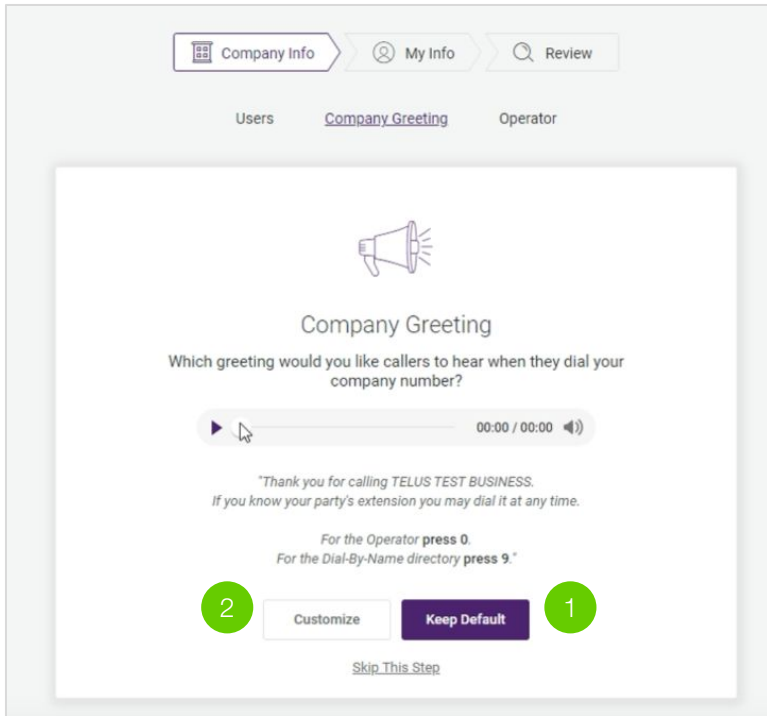 Company Info My Info Review
Users Company Greeting Operator
Company Greeting
Which greeting would you like callers to hear when they dial your
company number?
00:00 / 00:00
"Thank you for calling TELUS TEST BUSINESS.
If you know your party's extension you may dial it at any time.
For the Operator press 0.
For the Dial-By-Name directory press 9."
2 Customize Keep Default 1
Skip This Step